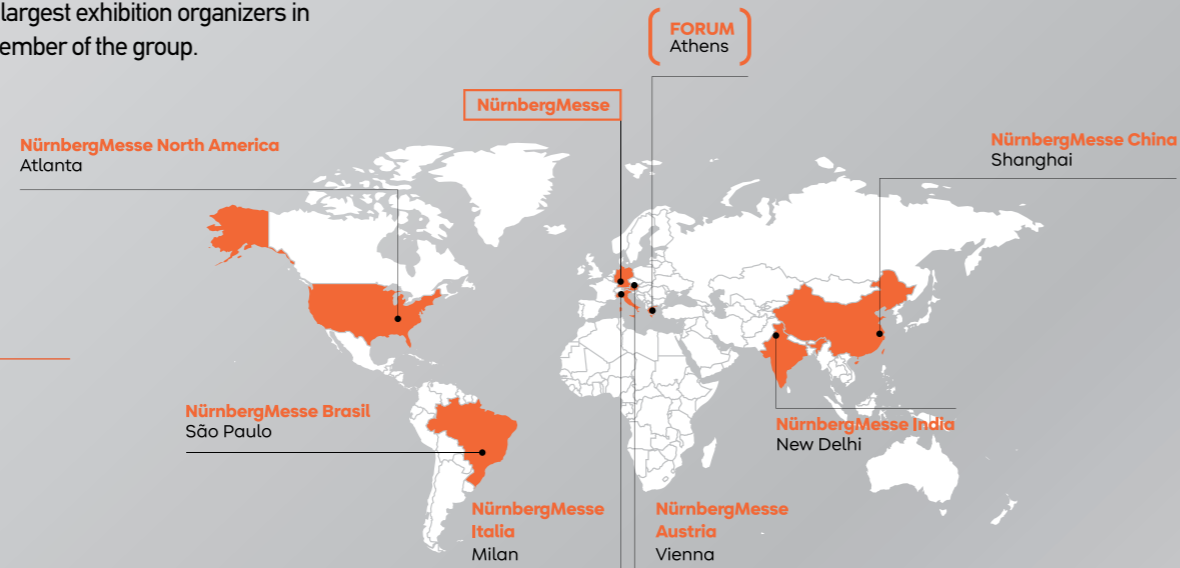 largest exhibition organizers in
ember of the group.
FORUM
Athens
NürnbergMesse
NürnbergMesse North America
Atlanta
NürnbergMesse China
Shanghai
NürnbergMesse Brasil
São Paulo
NürnbergMesse India
New Delhi
NürnbergMesse
Italia
Milan
NürnbergMesse
Austria
Vienna